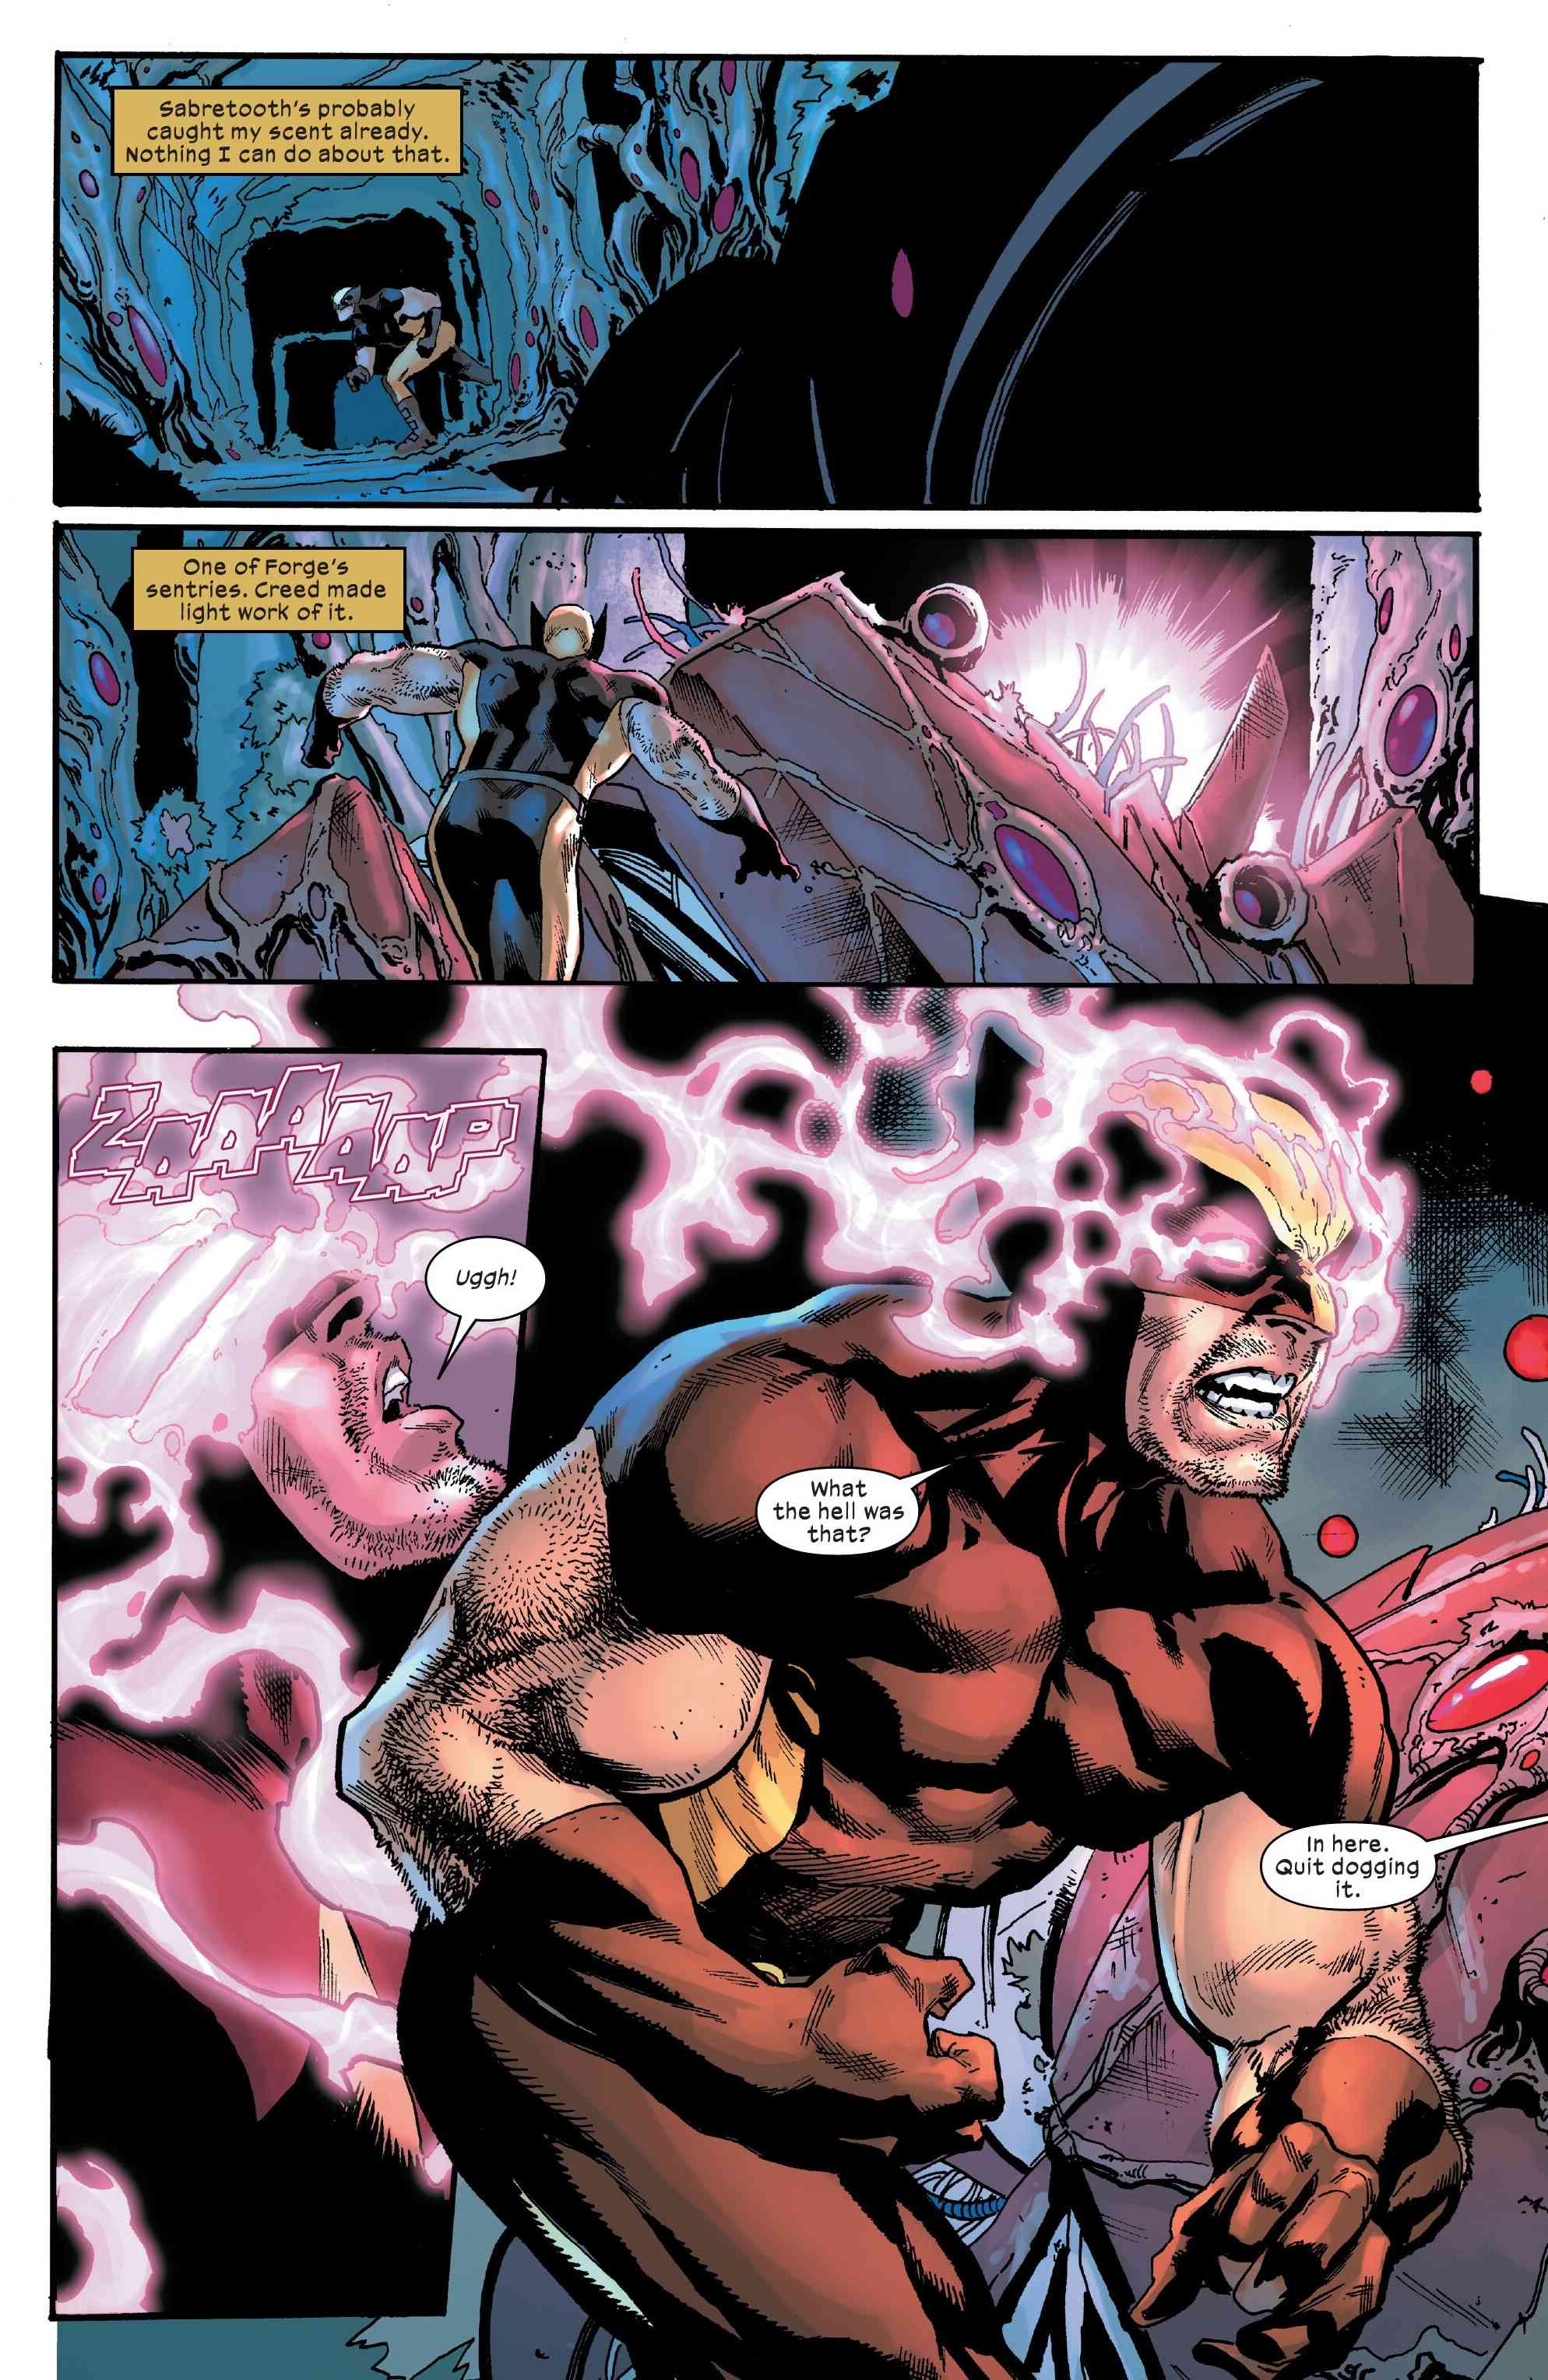 Sabretooth's probably
caught my scent already.
Nothing I can do about that.
One of Forge's
sentries. Creed made
light work of it.
ZAAAAAAAP
Uggh!
What
the hell was
that?
In here.
Quit dogging
it.